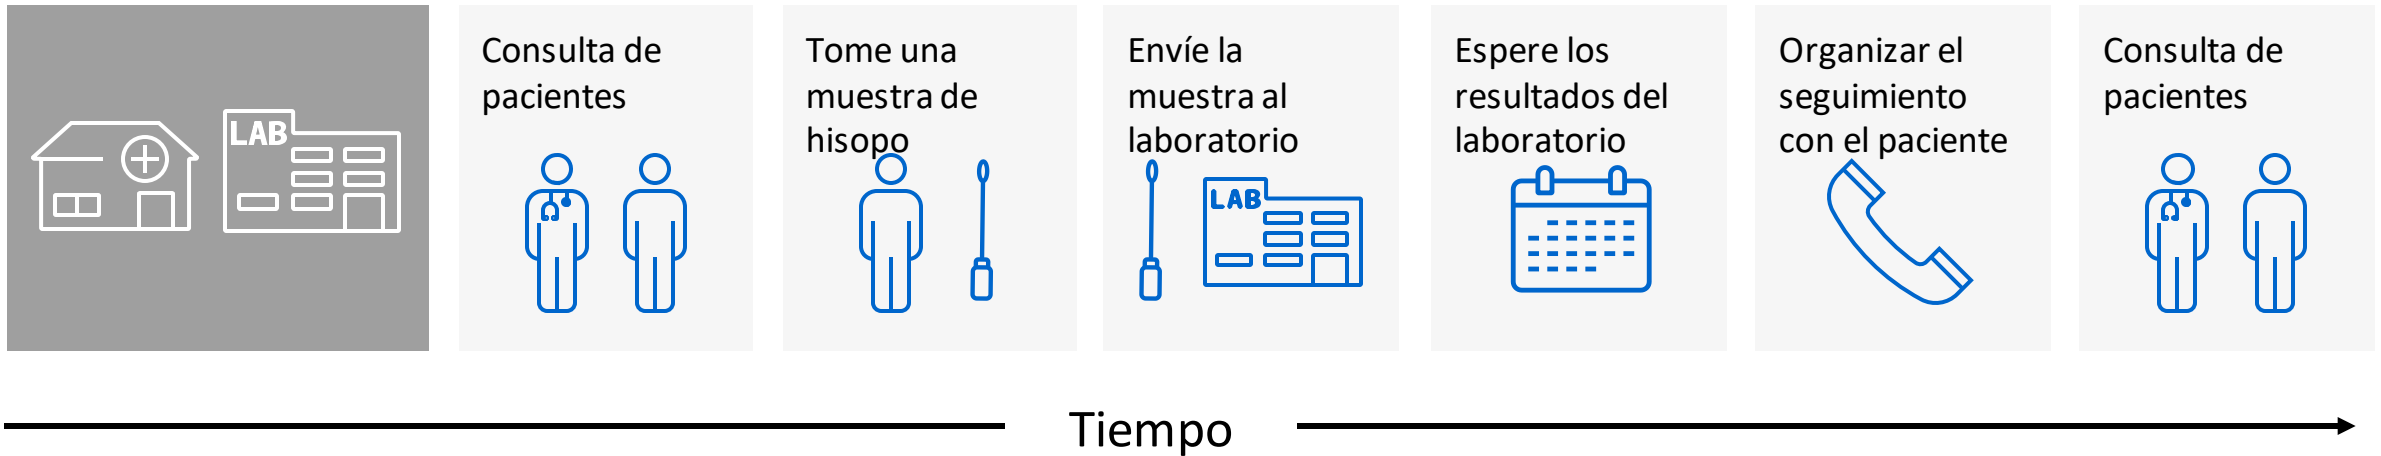 LAB
Consulta de
pacientes
Tome una
muestra de
hisopo
Envíe la
muestra al
laboratorio
LAB
Espere los
resultados del
laboratorio
Organizar el
seguimiento
con el paciente
Consulta de
pacientes
Tiempo